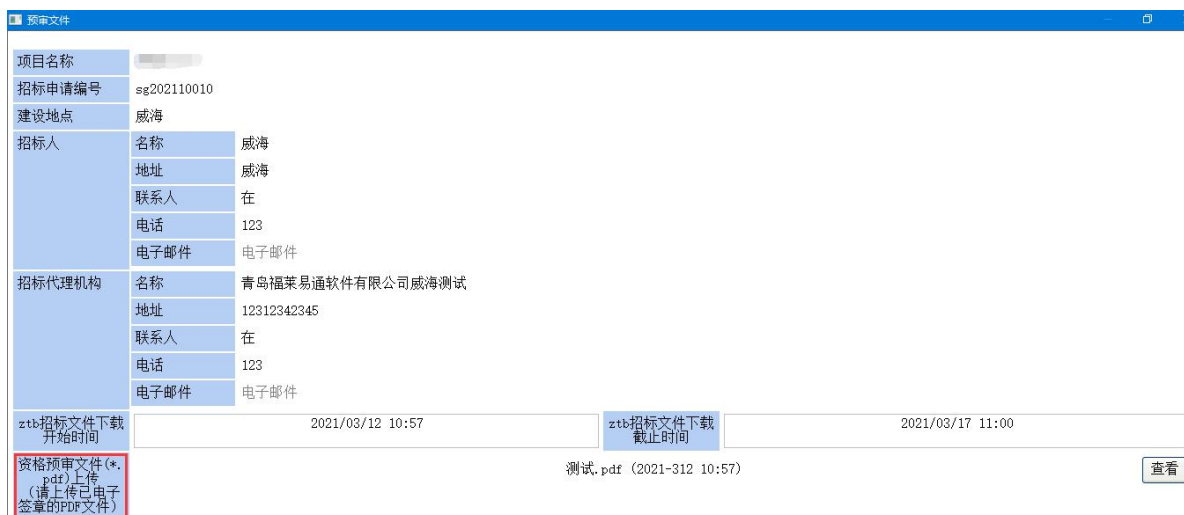 预审文件
项目名称
招标申请编号 sg202110010
建设地点 威海
招标人 名称 威海
地址 威海
联系人 在
电话 123
电子邮件 电子邮件
招标代理机构 名称 青岛福莱易通软件有限公司威海测试
地址 12312342345
联系人 在
电话 123
电子邮件 电子邮件
ztb招标文件下载 2021/03/12 10:57 ztb招标文件下载 2021/03/17 11:00
开始时间 截止时间
资格预审文件(*. 测试.pdf (2021-312 10:57) 查看
pdf)上传
(请上传已电子
签章的PDF文件)